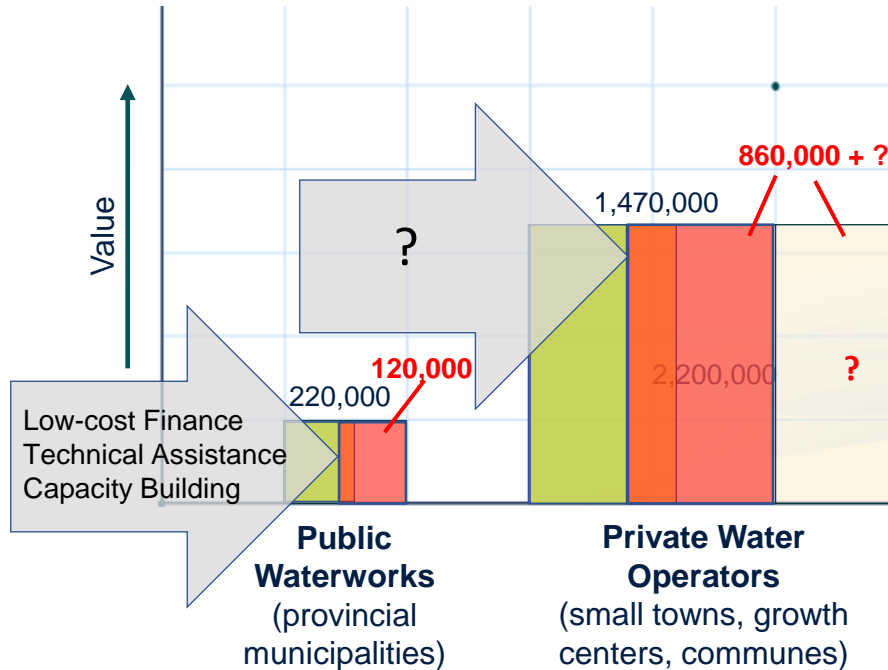 Value
860,000 + ?
1,470,000
?
120,000
220,000
2,200,000
?
Low-cost Finance
Technical Assistance
Capacity Building
Public
Waterworks
(provincial
municipalities)
Private Water
Operators
(small towns, growth
centers, communes)